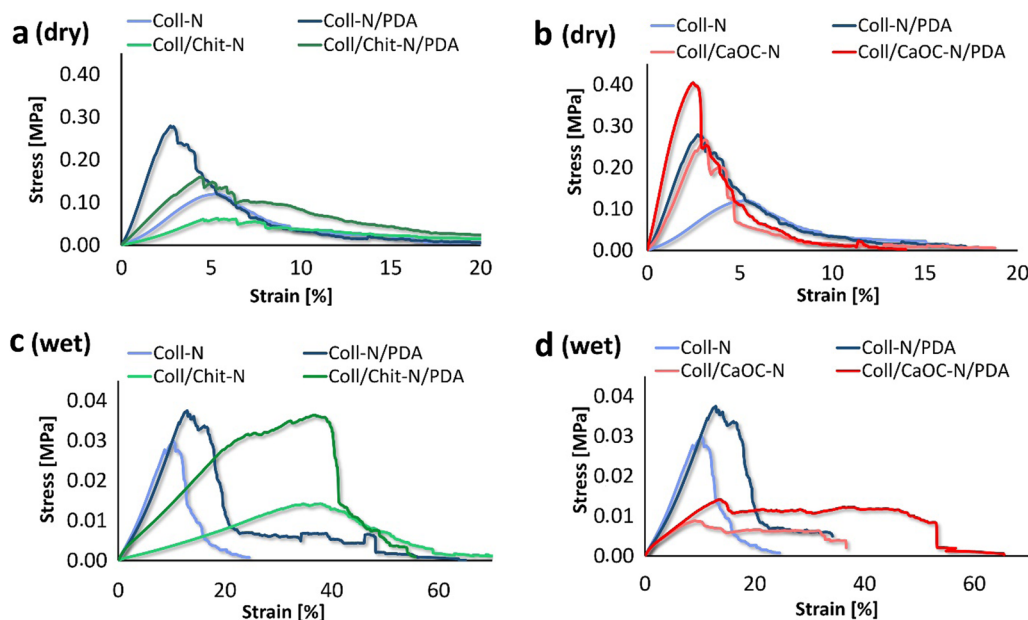 a (dry)
Coll-N
Coll-N/PDA
Coll/Chit-N
Coll/Chit-N/PDA
Stress [MPa]
0.40
0.30
0.20
0.10
0.00
0 5 10 15 20
Strain [%]
b (dry)
Coll-N
Coll-N/PDA
Coll/CaOC-N
Coll/CaOC-N/PDA
Stress [MPa]
0.40
0.30
0.20
0.10
0.00
0 5 10 15 20
Strain [%]
c (wet)
Coll-N
Coll-N/PDA
Coll/Chit-N
Coll/Chit-N/PDA
Stress [MPa]
0.04
0.03
0.02
0.01
0.00
0 20 40 60
Strain [%]
d (wet)
Coll-N
Coll-N/PDA
Coll/CaOC-N
Coll/CaOC-N/PDA
Stress [MPa]
0.04
0.03
0.02
0.01
0.00
0 20 40 60
Strain [%]